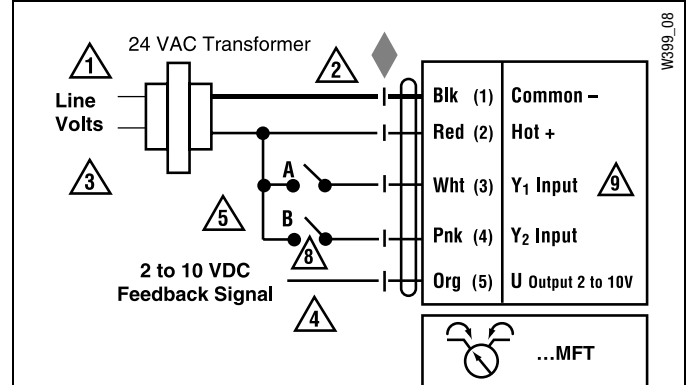 W399_08
24 VAC Transformer
1
2
Line
Volts
3
Blk (1) Common –
Red (2) Hot +
A
Wht (3) Y1 Input
9
5
B
Pnk (4) Y2 Input
8
2 to 10 VDC
Feedback Signal
Org (5) U Output 2 to 10V
4
...MFT